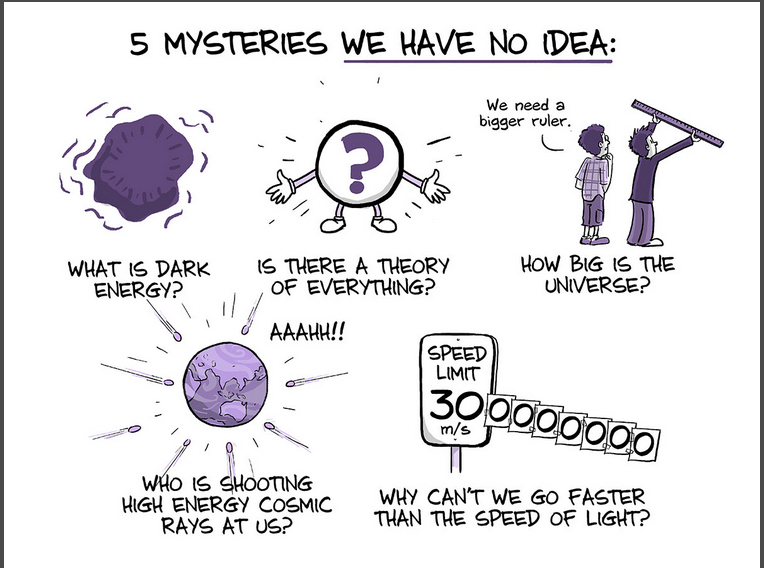 5 MYSTERIES WE HAVE NO IDEA:
We need a
bigger ruler.
WHAT IS DARK
ENERGY?
IS THERE A THEORY
OF EVERYTHING?
HOW BIG IS THE
UNIVERSE?
?
AAAHH!!
WHO IS SHOOTING
HIGH ENERGY COSMIC
RAYS AT US?
SPEED
LIMIT
300000000
m/s
WHY CAN'T WE GO FASTER
THAN THE SPEED OF LIGHT?